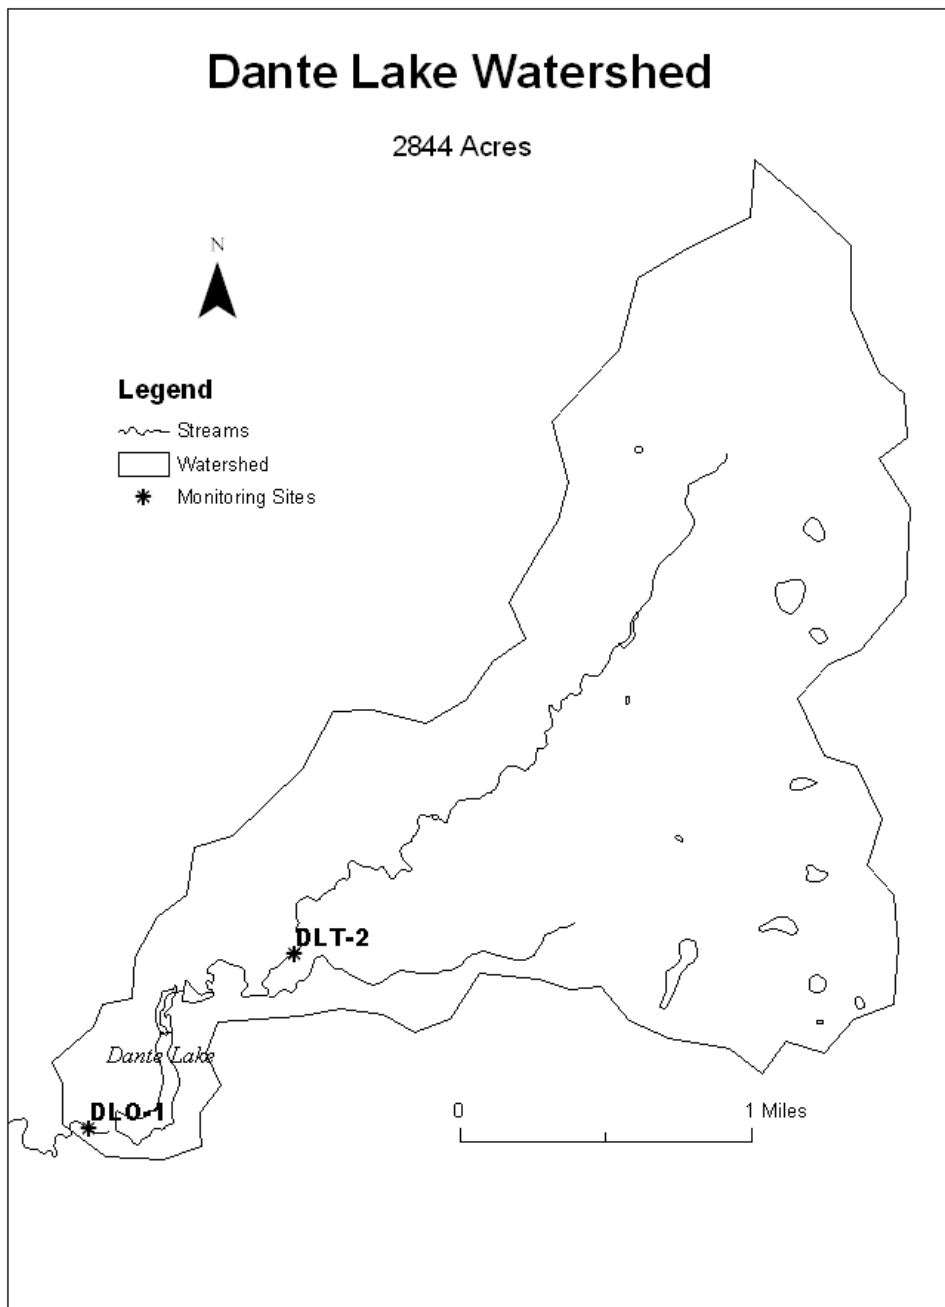 Dante Lake Watershed
2844 Acres
N
Legend
Streams
Watershed
Monitoring Sites
DLT-2
Dante Lake
DLO-1
0 1 Miles